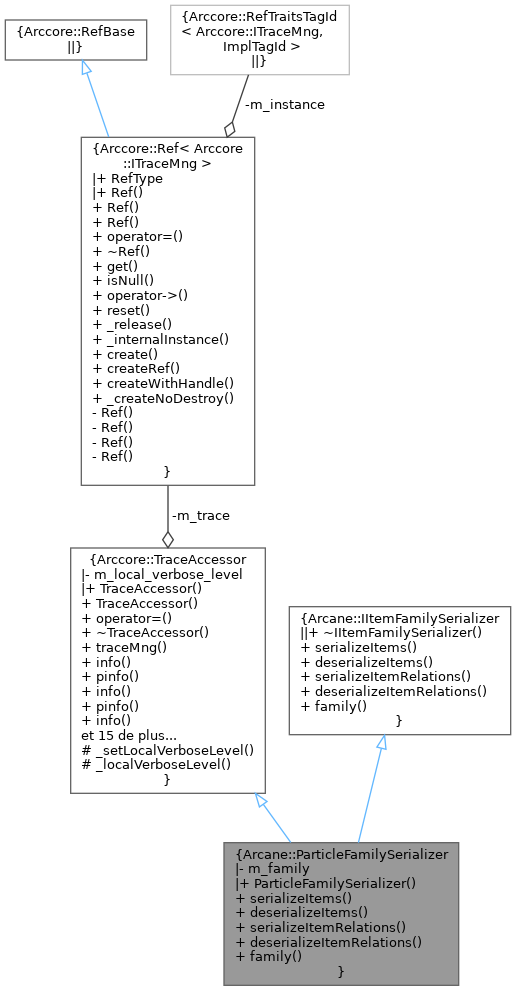 {Arccore::RefBase
||}
{Arccore::RefTraitsTagId
< Arccore::ITraceMng,
ImplTagId >
||}
-m_instance
{Arccore::Ref< Arccore
::ITraceMng >
|+ RefType
|+ Ref()
+ Ref()
+ Ref()
+ operator=()
+ ~Ref()
+ get()
+ isNull()
+ operator->()
+ reset()
+ _release()
+ _internalInstance()
+ create()
+ createRef()
+ createWithHandle()
+ _createNoDestroy()
- Ref()
- Ref()
- Ref()
- Ref()
}
-m_trace
{Arccore::TraceAccessor
|- m_local_verbose_level
|+ TraceAccessor()
+ TraceAccessor()
+ operator=()
+ ~TraceAccessor()
+ traceMng()
+ info()
+ pinfo()
+ info()
+ pinfo()
+ info()
et 15 de plus...
# _setLocalVerboseLevel()
# _localVerboseLevel()
}
{Arcane::IItemFamilySerializer
||+ ~IItemFamilySerializer()
+ serializeItems()
+ deserializeItems()
+ serializeItemRelations()
+ deserializeItemRelations()
+ family()
}
{Arcane::ParticleFamilySerializer
|- m_family
|+ ParticleFamilySerializer()
+ serializeItems()
+ deserializeItems()
+ serializeItemRelations()
+ deserializeItemRelations()
+ family()
}